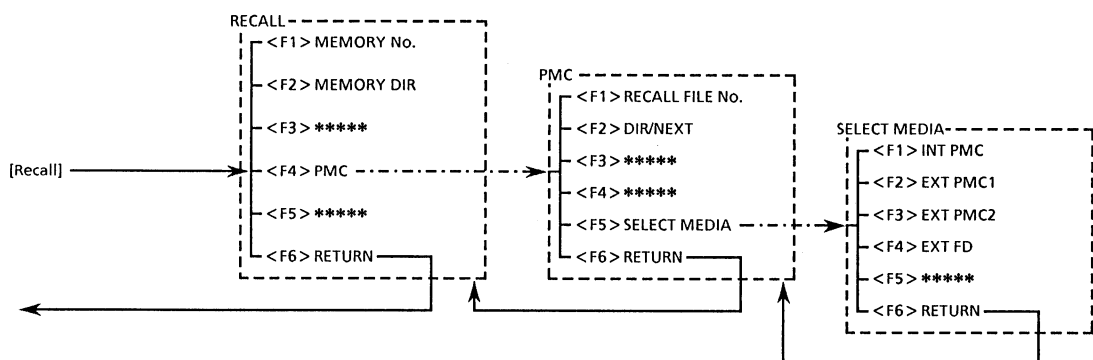 RECALL
<F1> MEMORY No.
<F2> MEMORY DIR
<F3> *****
[Recall]
<F4> PMC
<F5> *****
<F6> RETURN
PMC
<F1> RECALL FILE No.
<F2> DIR/NEXT
<F3> *****
<F4> *****
<F5> SELECT MEDIA
<F6> RETURN
SELECT MEDIA
<F1> INT PMC
<F2> EXT PMC1
<F3> EXT PMC2
<F4> EXT FD
<F5> *****
<F6> RETURN